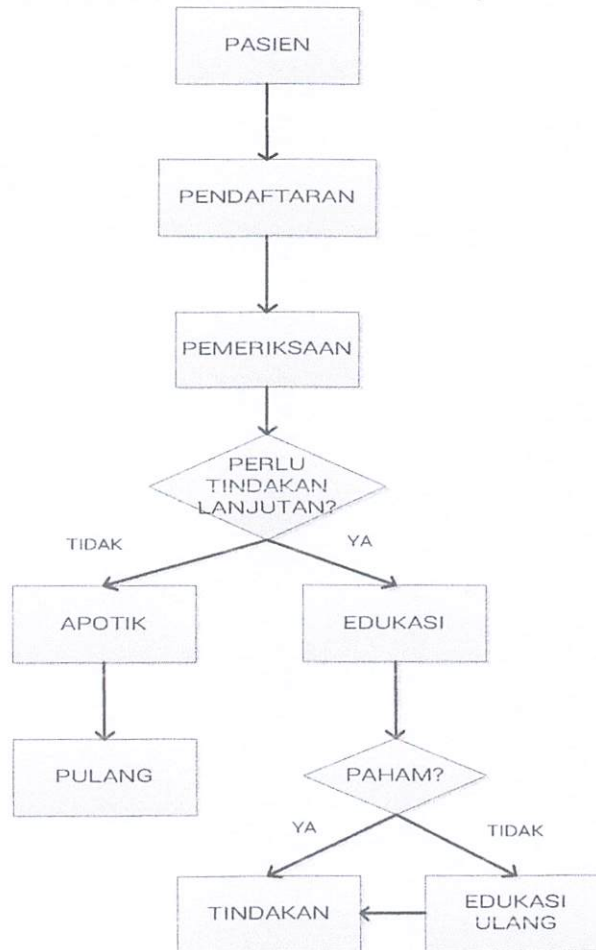 PASIEN
PENDAFTARAN
PEMERIKSAAN
PERLU
TINDAKAN
LANJUTAN?
TIDAK
YA
APOTIK
EDUKASI
PULANG
PAHAM?
YA
TIDAK
TINDAKAN
EDUKASI
ULANG